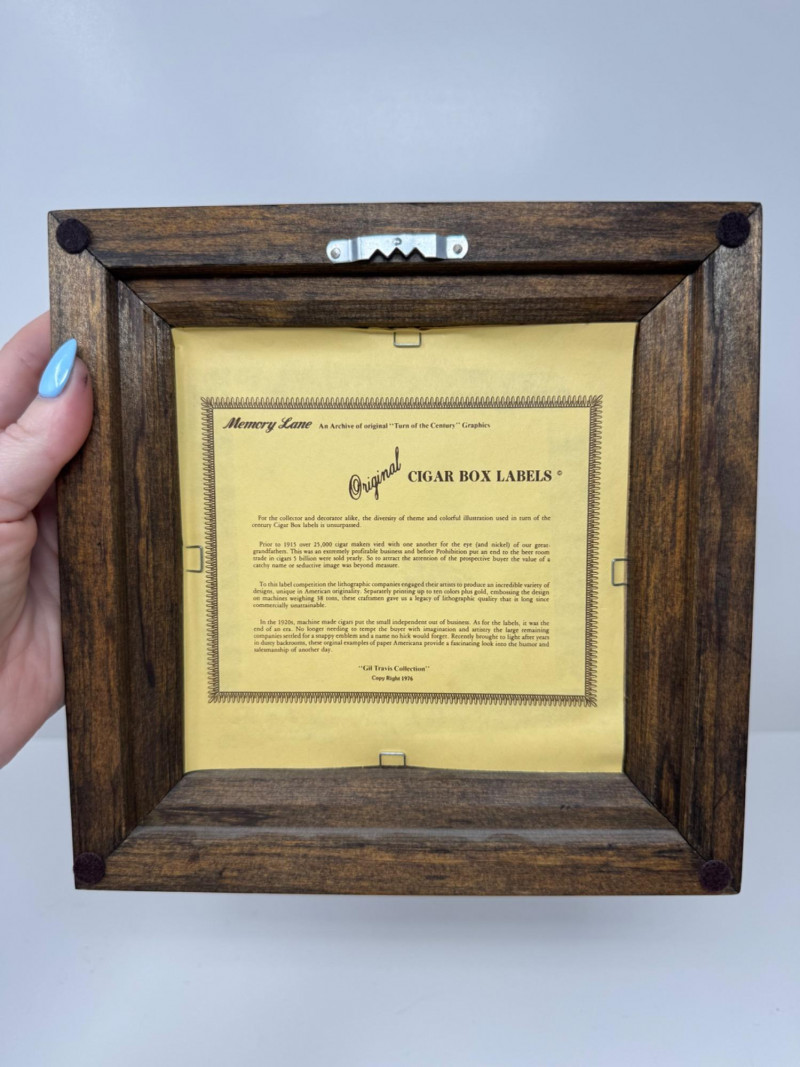 Memory Lane An Archive of original "Turn of the Century" Graphics
Original CIGAR BOX LABELS ©
For the collector and decorator alike, the diversity of theme and colorful illustration used in turn of the
century Cigar Box labels is unsurpassed.
Prior to 1915 over 25,000 cigar makers vied with one another for the eye (and nickel) of our great-
grandfathers. This was an extremely profitable business and before Prohibition put an end to the beer room
trade in cigars 5 billion were sold yearly. So to attract the attention of the prospective buyer the value of a
catchy name or seductive image was beyond measure.
To this label competition the lithographic companies engaged their artists to produce an incredible variety of
designs, unique in American originality. Separately printing up to ten colors plus gold, embossing the design
on machines weighing 38 tons, these craftsmen gave us a legacy of lithographic quality that is long since
commercially unattainable.
In the 1920s, machine made cigars put the small independent out of business. As for the labels, it was the
end of an era. No longer needing to tempt the buyer with imagination and artistry the large remaining
companies settled for a snappy emblem and a name no hick would forget. Recently brought to light after years
in dusty backrooms, these orginal examples of paper Americana provide a fascinating look into the humor and
salesmanship of another day.
"Gil Travis Collection"
Copy Right 1976